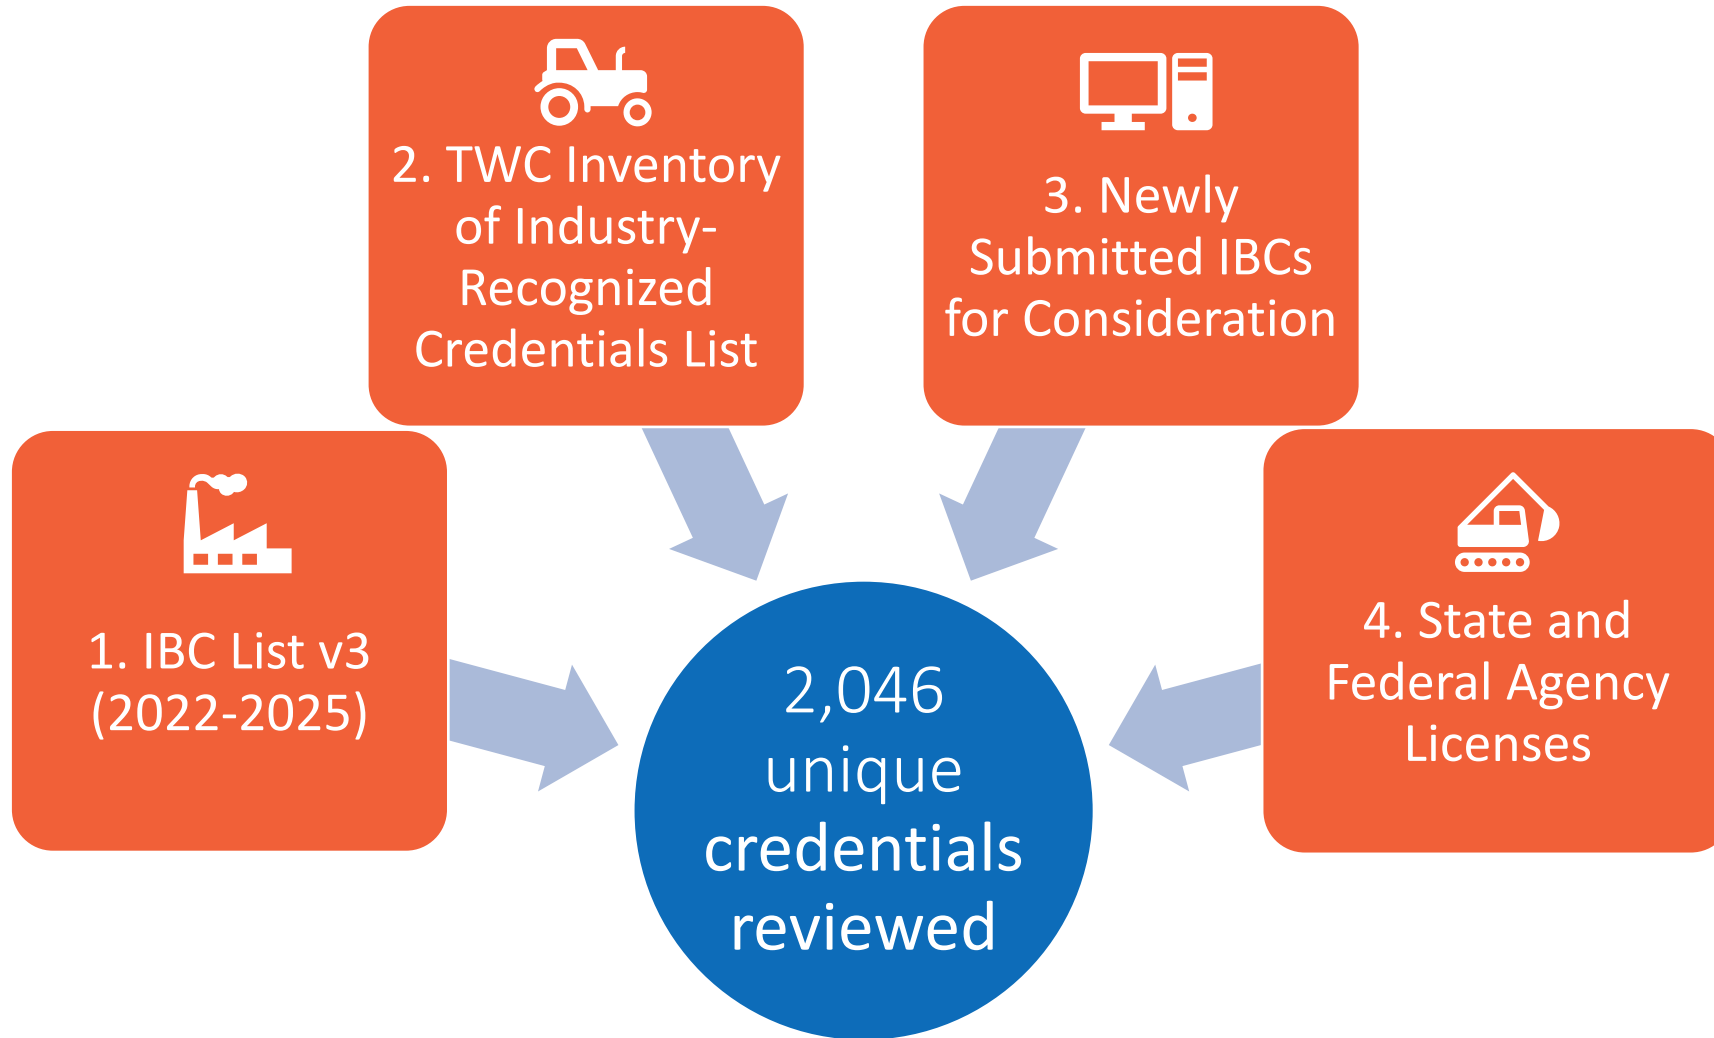 1. IBC List v3
(2022-2025)
2. TWC Inventory
of Industry-
Recognized
Credentials List
3. Newly
Submitted IBCs
for Consideration
4. State and
Federal Agency
Licenses
2,046
unique
credentials
reviewed